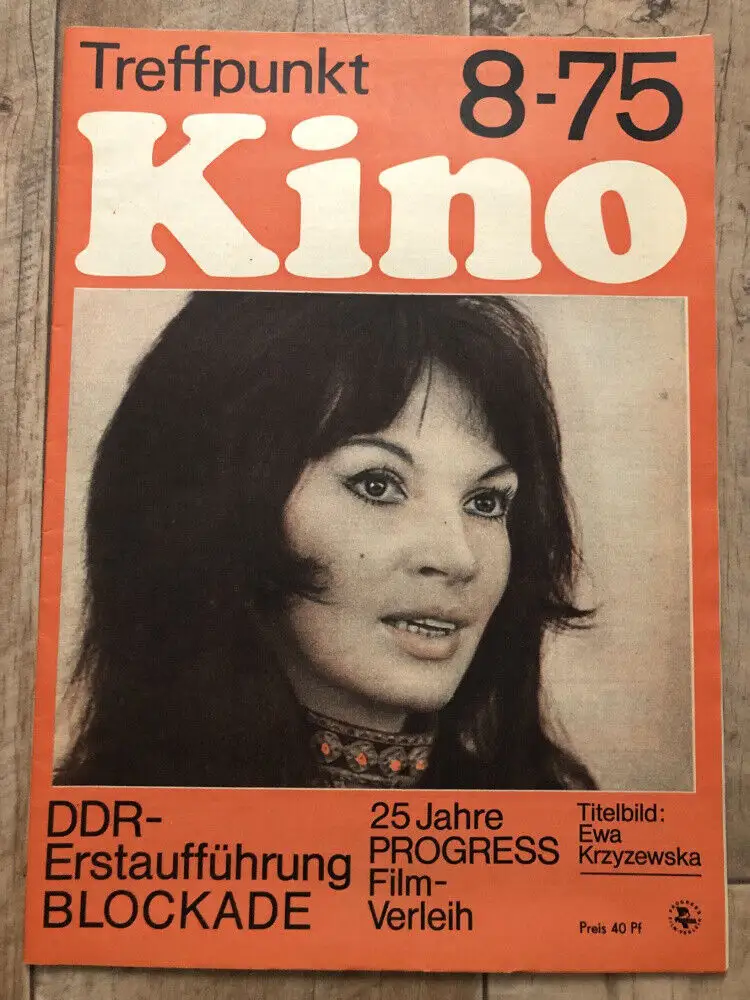 Treffpunkt
8-75
Kino
DDR-
Erstaufführung
BLOCKADE
25 Jahre
PROGRESS
Film-
Verleih
Titelbild:
Ewa
Krzyzewska
Preis 40 Pf